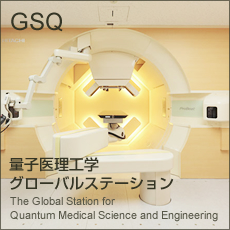 GSQ
量子医理工学
グローバルステーション
The Global Station for
Quantum Medical Science and Engineering